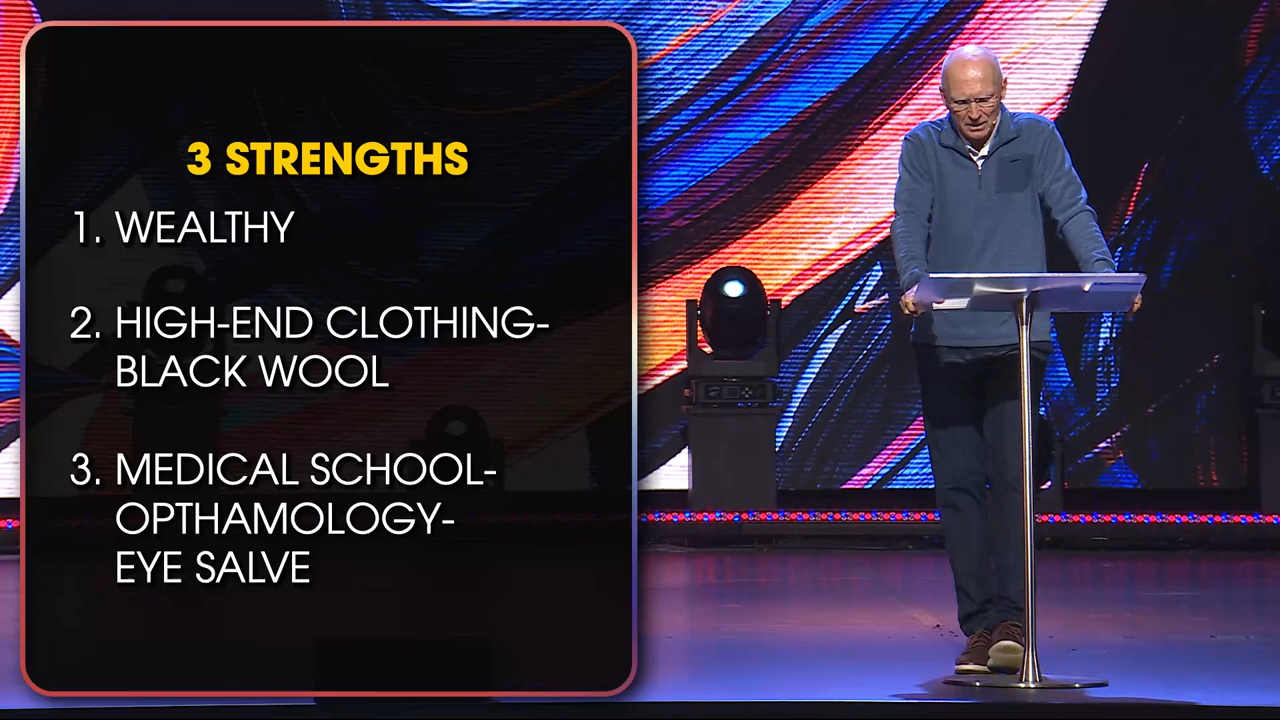 3 STRENGTHS
1. WEALTHY
2. HIGH-END CLOTHING-
BLACK WOOL
3. MEDICAL SCHOOL-
OPTHAMOLOGY-
EYE SALVE